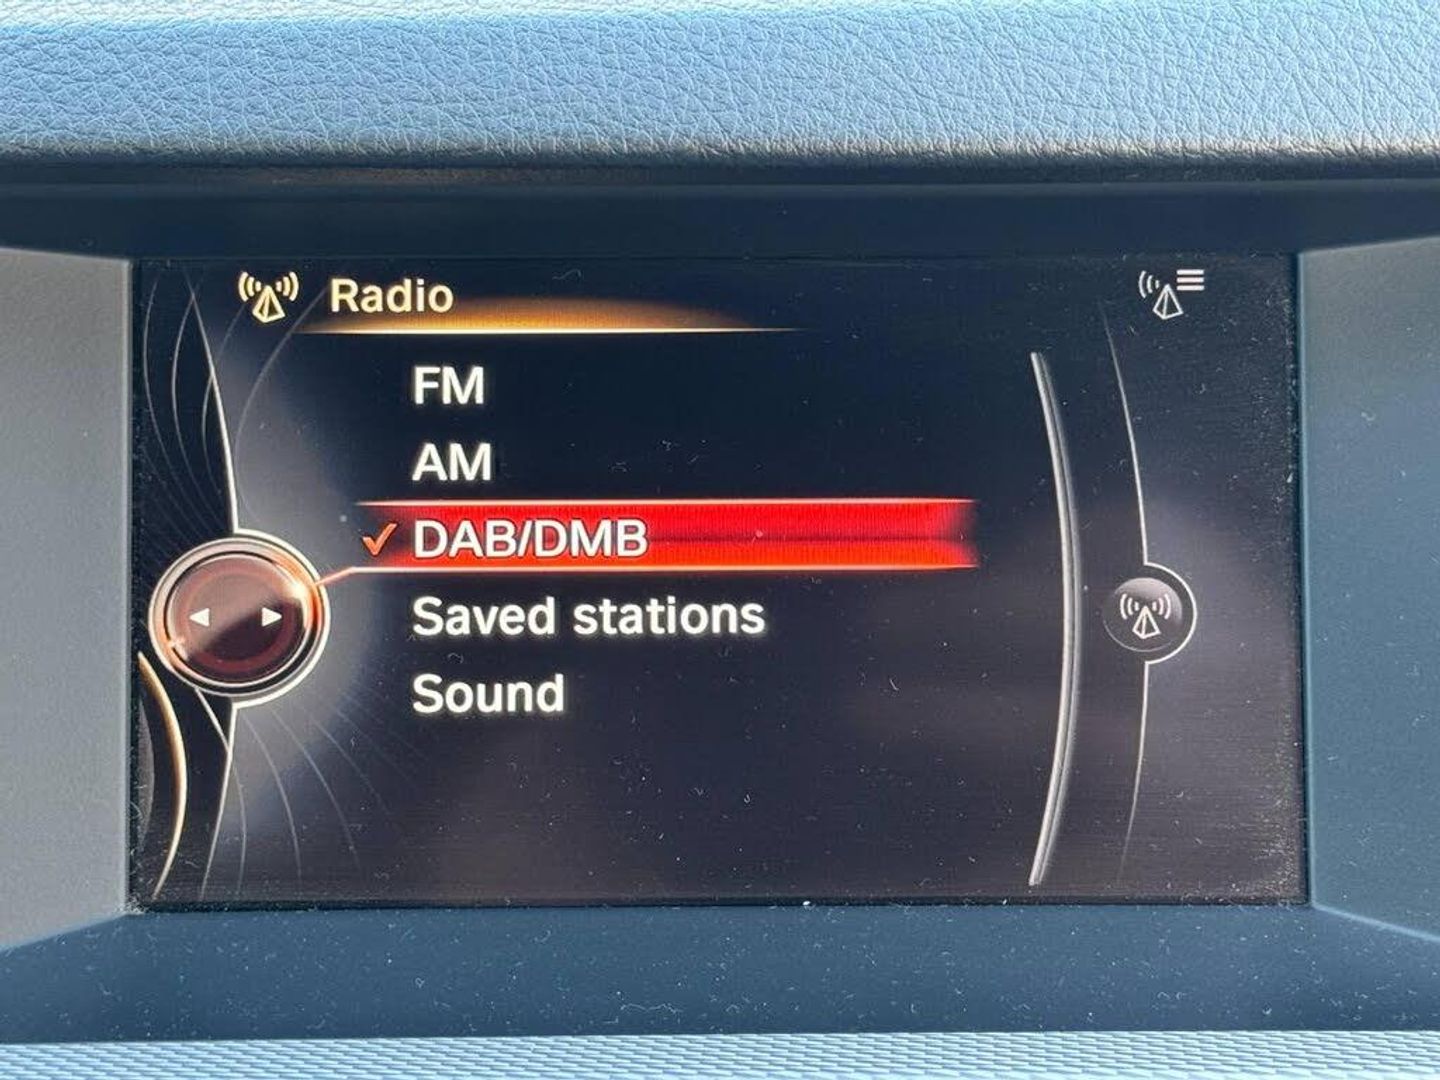 Radio
FM
AM
DAB/DMB
Saved stations
Sound